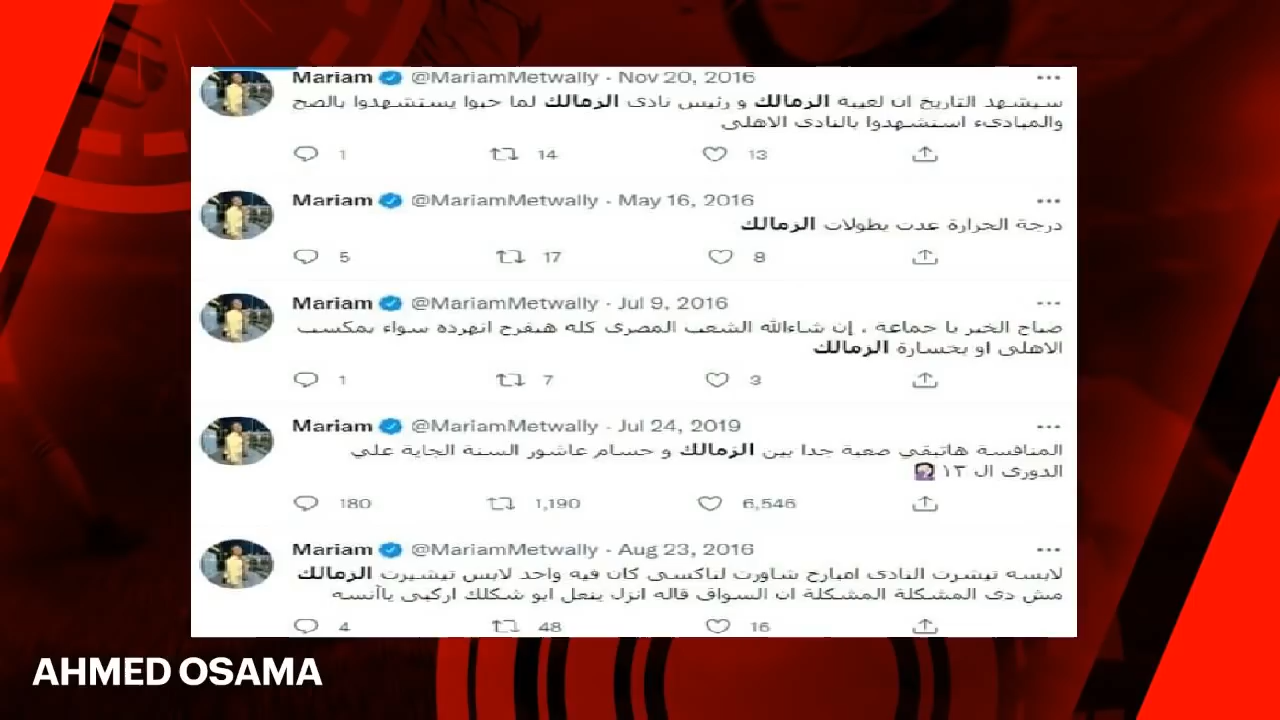 Mariam @MariamMetwally · Nov 20, 2016
سيشهد التاريخ ان لعيبة الزمالك و رئيس نادى الزمالك لما حبوا يستشهدوا بالصح
والمبادىء استشهدوا بالنادى الاهلى
1 14 13
Mariam @MariamMetwally · May 16, 2016
درجة الحرارة عدت بطولات الزمالك
5 17 8
Mariam @MariamMetwally · Jul 9, 2016
صباح الخير يا جماعة ، إن شاءالله الشعب المصرى كله هيفرح انهرده سواء بمكسب
الاهلى او بخسارة الزمالك
1 7 3
Mariam @MariamMetwally · Jul 24, 2019
المنافسة هاتبقي صعبة جدا بين الزمالك و حسام عاشور السنة الجاية علي
الدورى ال ١٣ 🤦🏻‍♀️
180 1,190 6,546
Mariam @MariamMetwally · Aug 23, 2016
لابسه تيشرت النادى امبارح شاورت لتاكسى كان فيه واحد لابس تيشيرت الزمالك
مش دى المشكلة المشكلة ان السواق قاله انزل ينعل ابو شكلك اركبى ياآنسه
4 48 16
AHMED OSAMA